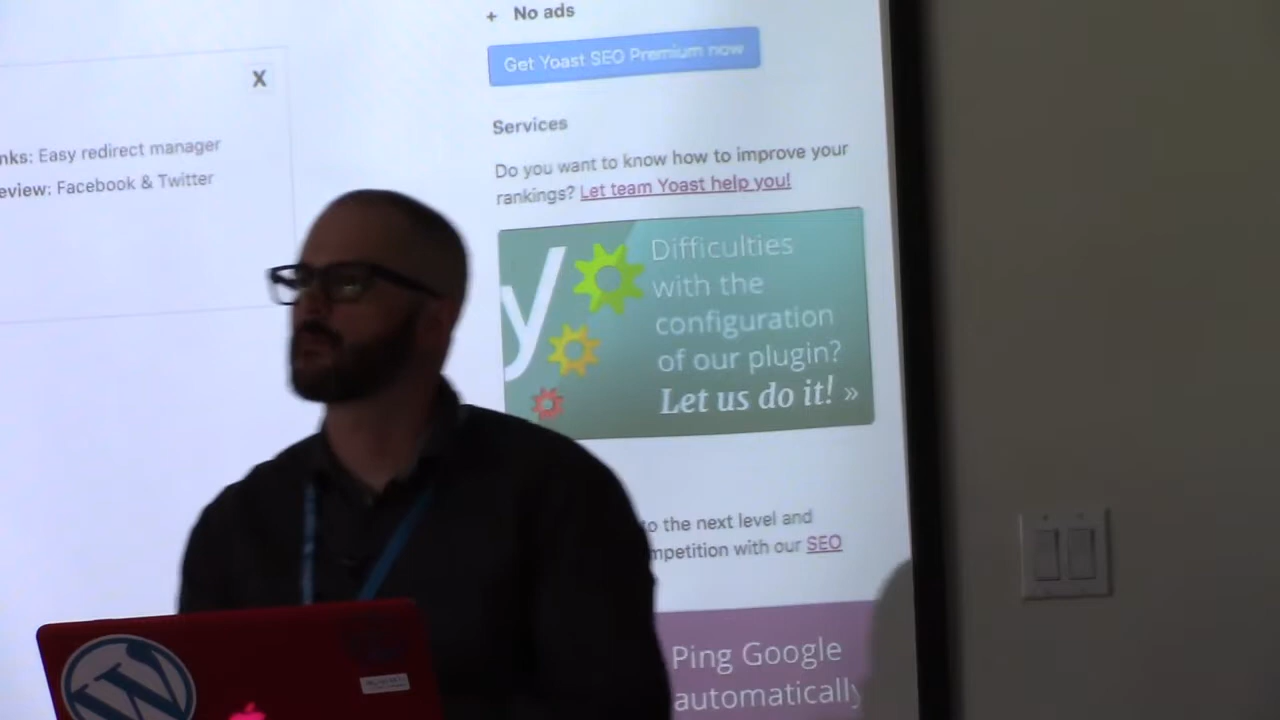 + No ads
Get Yoast SEO Premium now
X
Services
nks: Easy redirect manager
Do you want to know how to improve your
eview: Facebook & Twitter
rankings? Let team Yoast help you!
y
Difficulties
with the
configuration
of our plugin?
Let us do it! »
to the next level and
mpetition with our SEO
Ping Google
automatically
W